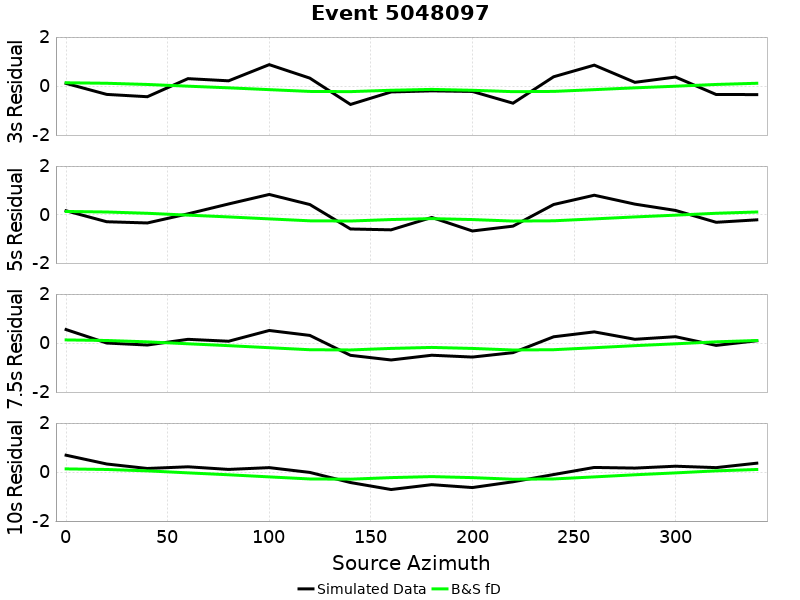 Event 5048097
3s Residual
2
0
-2
5s Residual
2
0
-2
7.5s Residual
2
0
-2
10s Residual
2
0
-2
0 50 100 150 200 250 300
Source Azimuth
Simulated Data B&S fD